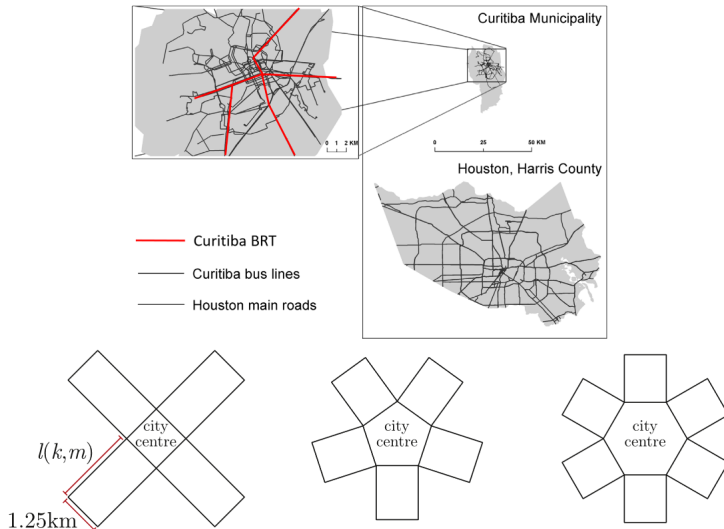 Curitiba Municipality
0 1 2 KM
0 25 50 KM
Houston, Harris County
Curitiba BRT
Curitiba bus lines
Houston main roads
city
centre
l(k,m)
1.25km
city
centre
city
centre